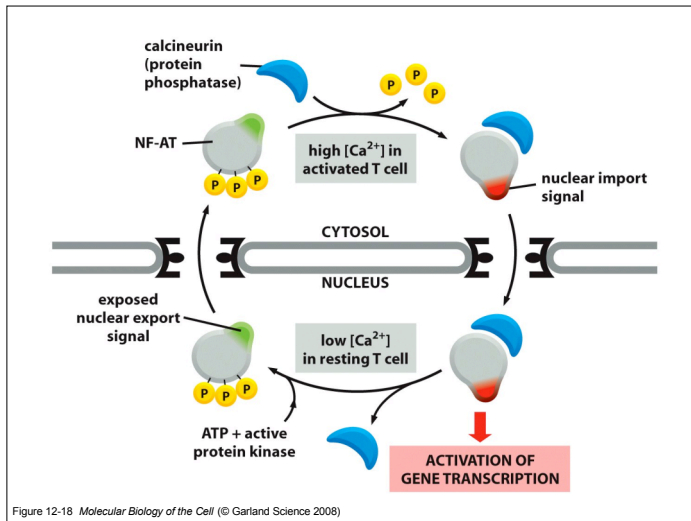 calcineurin
(protein
phosphatase)
P
P
P
NF-AT
P
P
P
high [Ca²⁺] in
activated T cell
nuclear import
signal
CYTOSOL
NUCLEUS
exposed
nuclear export
signal
low [Ca²⁺]
in resting T cell
P
P
P
ATP + active
protein kinase
ACTIVATION OF
GENE TRANSCRIPTION
Figure 12-18 Molecular Biology of the Cell (© Garland Science 2008)